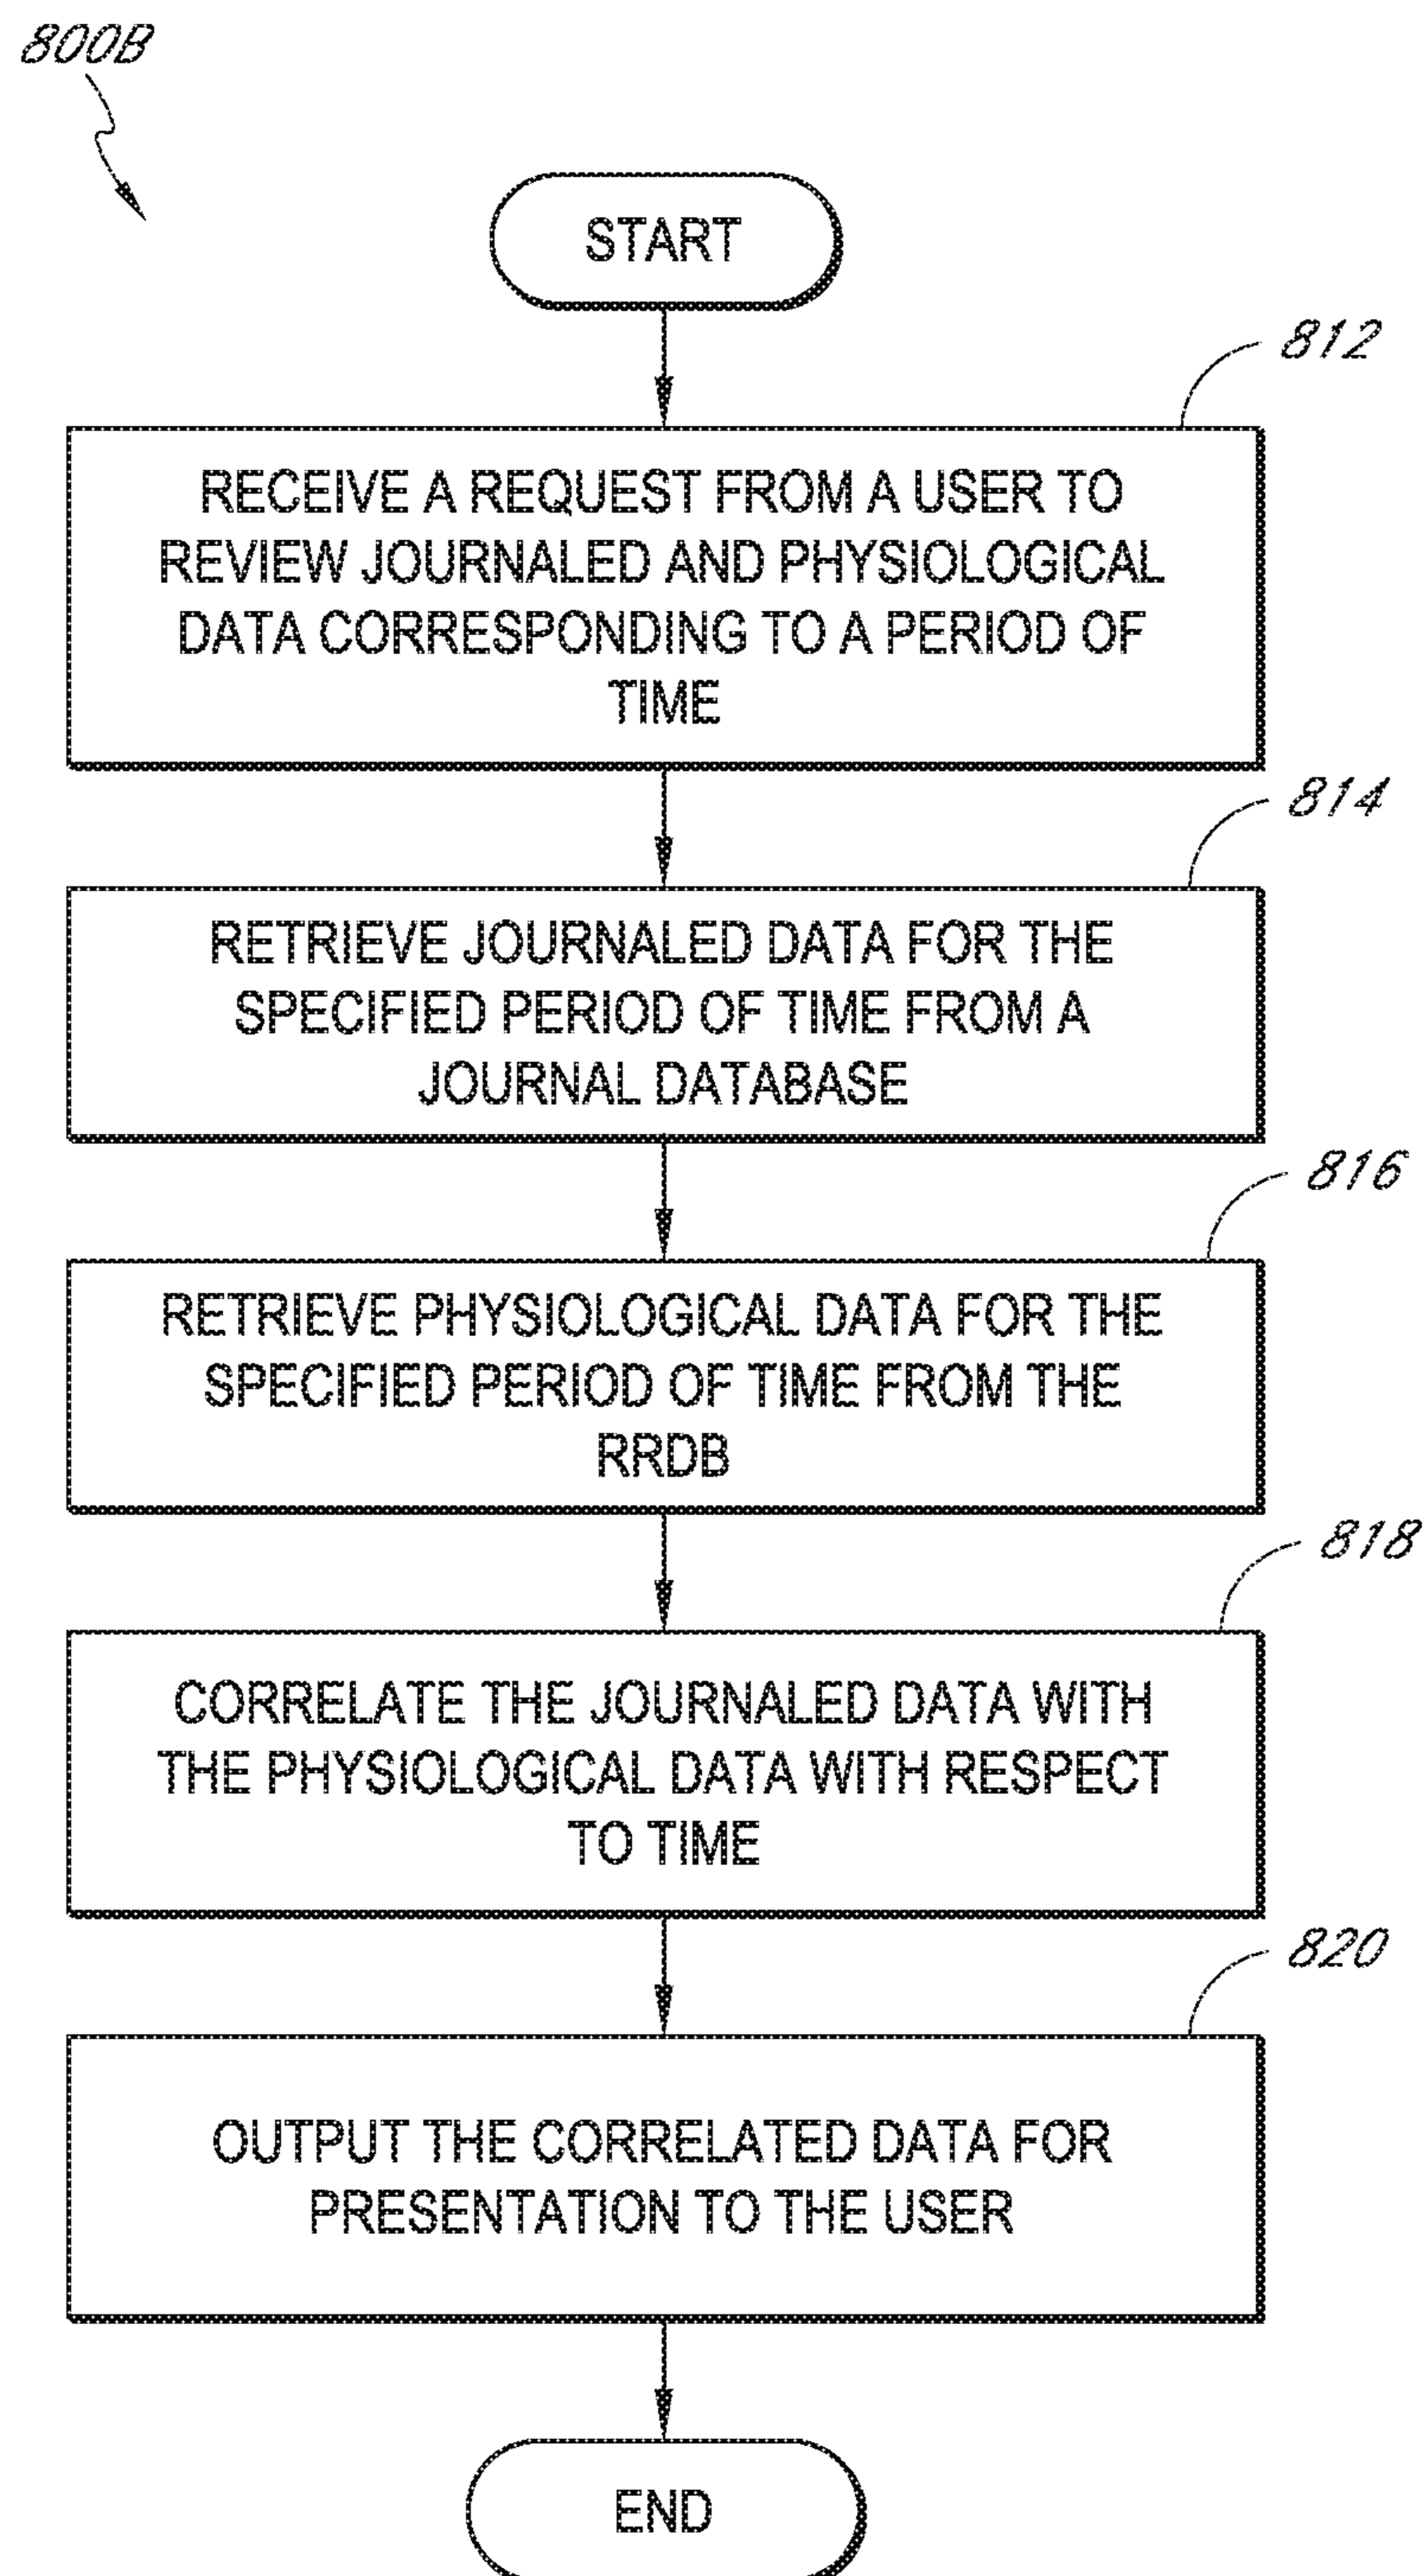 800B
START
812
RECEIVE A REQUEST FROM A USER TO
REVIEW JOURNALED AND PHYSIOLOGICAL
DATA CORRESPONDING TO A PERIOD OF
TIME
814
RETRIEVE JOURNALED DATA FOR THE
SPECIFIED PERIOD OF TIME FROM A
JOURNAL DATABASE
816
RETRIEVE PHYSIOLOGICAL DATA FOR THE
SPECIFIED PERIOD OF TIME FROM THE
RRDB
818
CORRELATE THE JOURNALED DATA WITH
THE PHYSIOLOGICAL DATA WITH RESPECT
TO TIME
820
OUTPUT THE CORRELATED DATA FOR
PRESENTATION TO THE USER
END